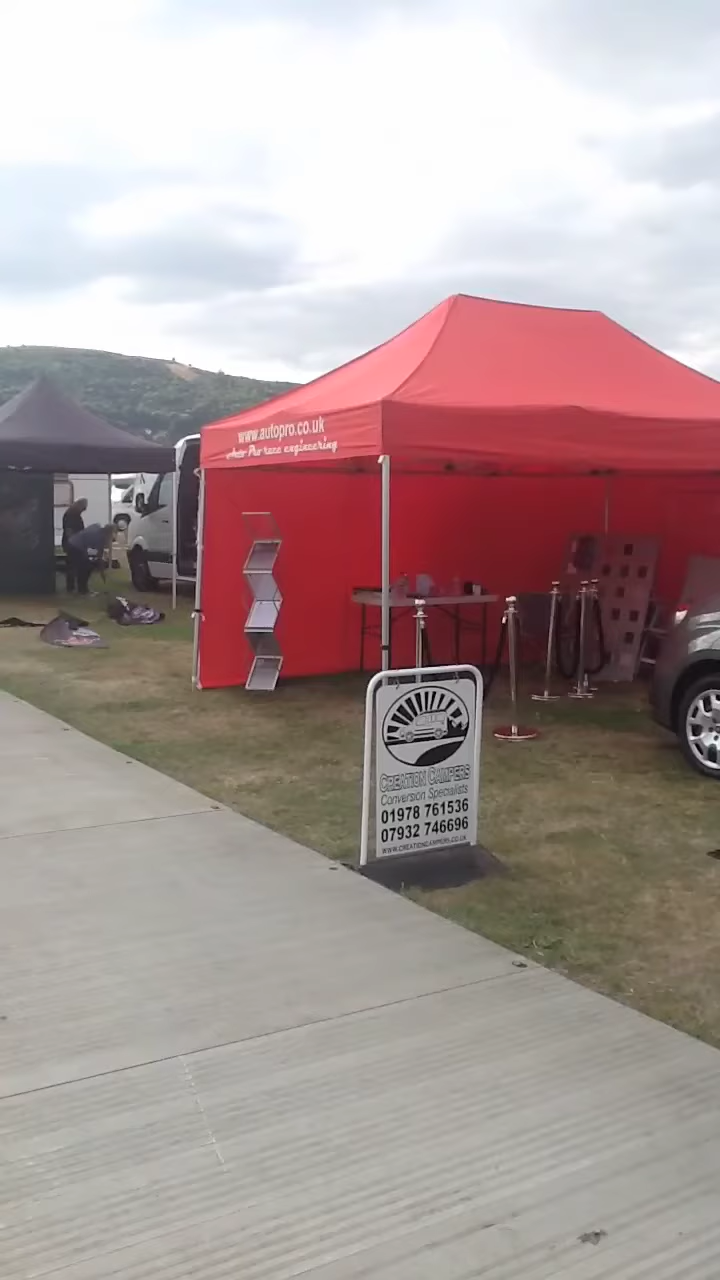 www.autopro.co.uk
Auto Pro race engineering
CREATION CAMPERS
Conversion Specialists
01978 761536
07932 746696
WWW.CREATIONCAMPERS.CO.UK